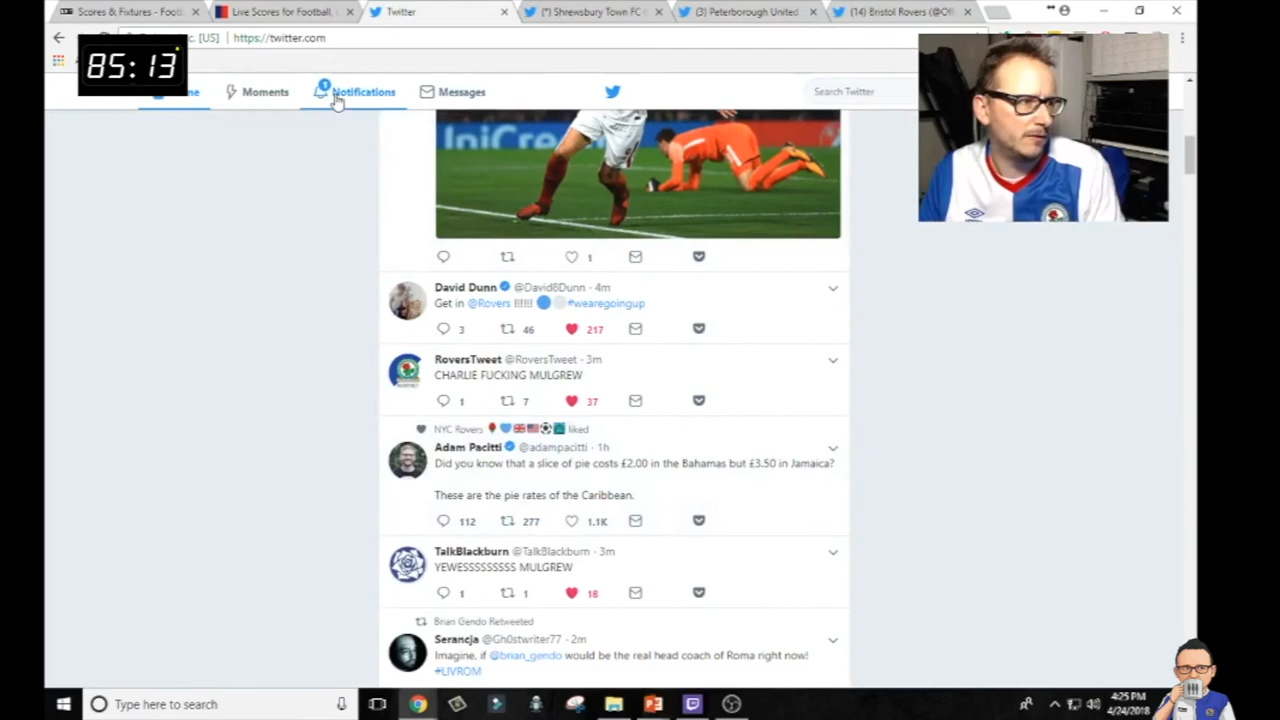 Scores & Fixtures - Foot
Live Scores for Football,
Twitter
(*) Shrewsbury Town FC (
(3) Peterborough United
(14) Bristol Rovers (@Off
[US] https://twitter.com
85:13
Moments
1
Notifications
Messages
Search Twitter
UniCre
1
David Dunn @David8Dunn · 4m
Get in @Rovers !!!!!! #wearegoingup
3 46 217
RoversTweet @RoversTweet · 3m
CHARLIE FUCKING MULGREW
1 7 37
NYC Rovers liked
Adam Pacitti @adampacitti · 1h
Did you know that a slice of pie costs £2.00 in the Bahamas but £3.50 in Jamaica?
These are the pie rates of the Caribbean.
112 277 1.1K
TalkBlackburn @TalkBlackburn · 3m
YEWESSSSSSSS MULGREW
1 1 18
Brian Gendo Retweeted
Serancja @Gh0stwriter77 · 2m
Imagine, if @brian_gendo would be the real head coach of Roma right now!
#LIVROM
Type here to search
4:25 PM
4/24/2018